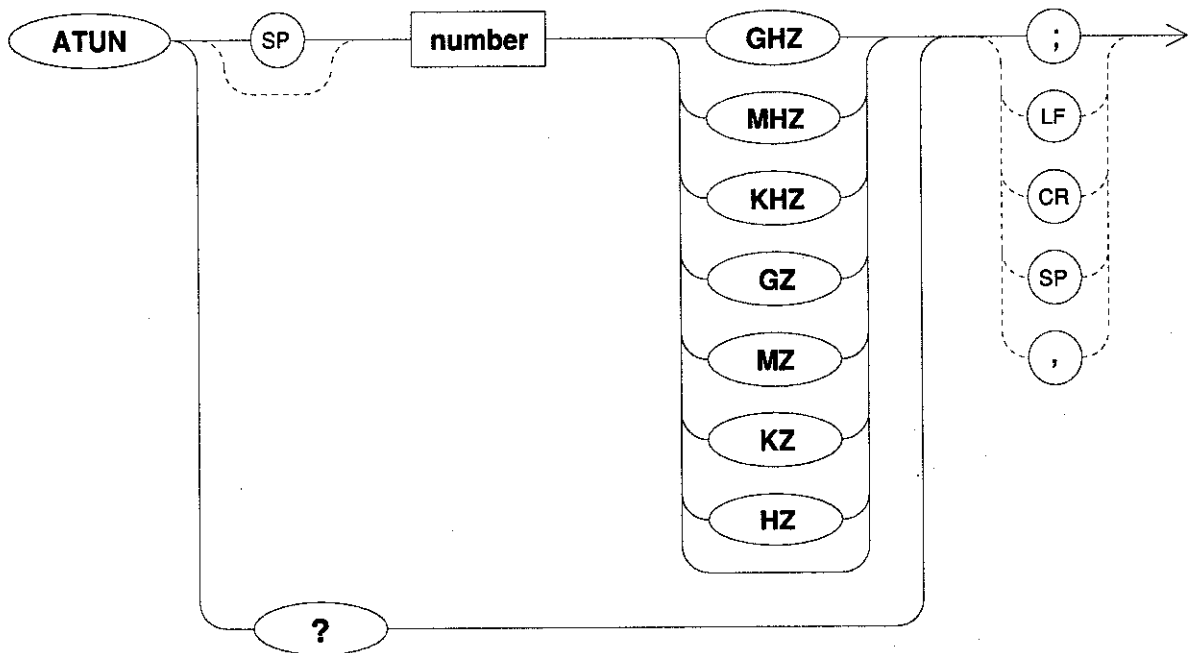 ATUN SP number GHZ ;
MHZ LF
KHZ CR
GZ SP
MZ ,
KZ
HZ
?